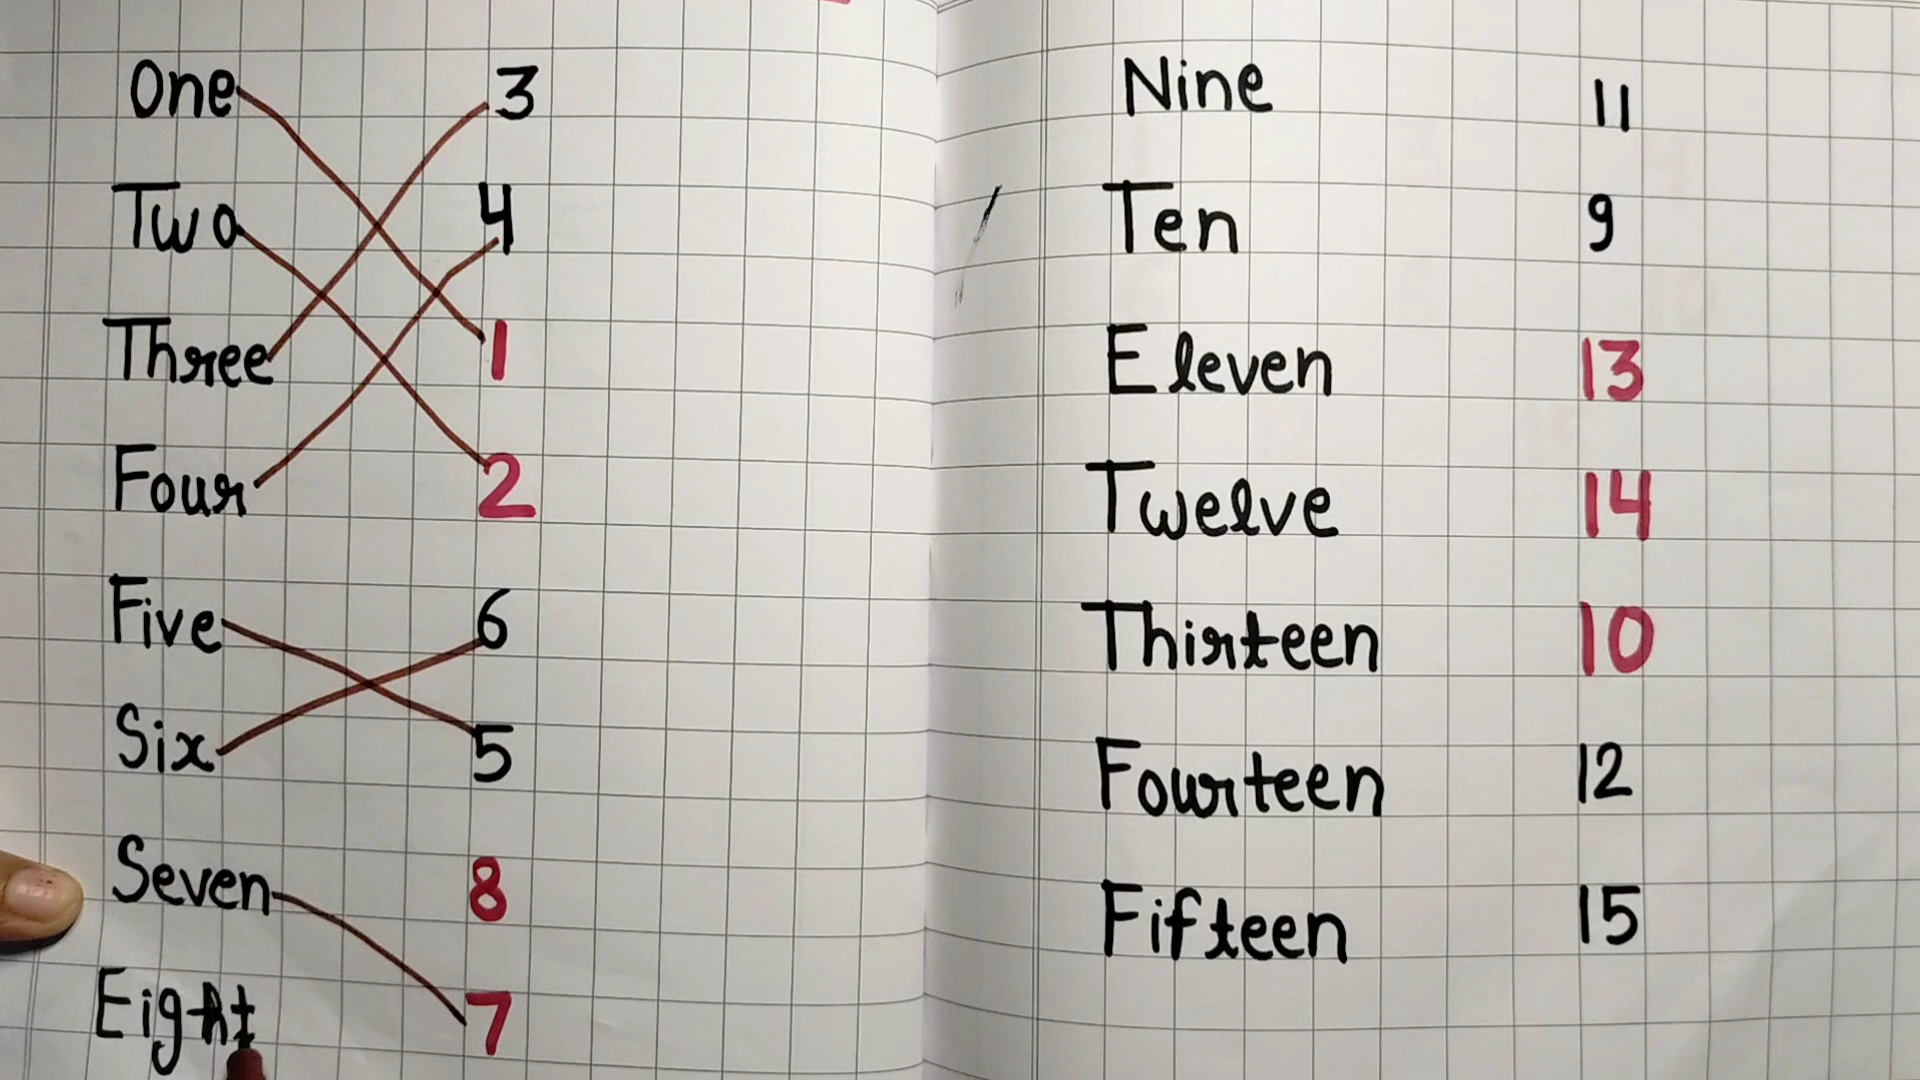 One 3
Two 4
Three 1
Four 2
Five 6
Six 5
Seven 8
Eight 7
Nine 11
Ten 9
Eleven 13
Twelve 14
Thirteen 10
Fourteen 12
Fifteen 15